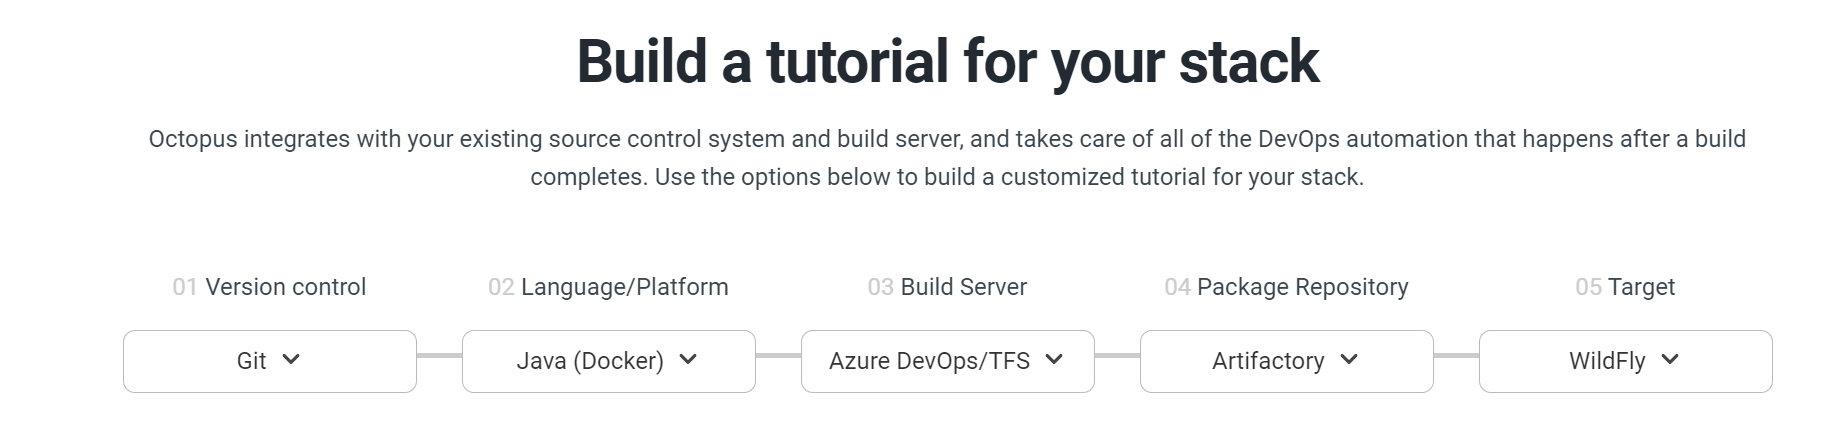 Build a tutorial for your stack
Octopus integrates with your existing source control system and build server, and takes care of all of the DevOps automation that happens after a build
completes. Use the options below to build a customized tutorial for your stack.
01 Version control
02 Language/Platform
03 Build Server
04 Package Repository
05 Target
Git
Java (Docker)
Azure DevOps/TFS
Artifactory
WildFly